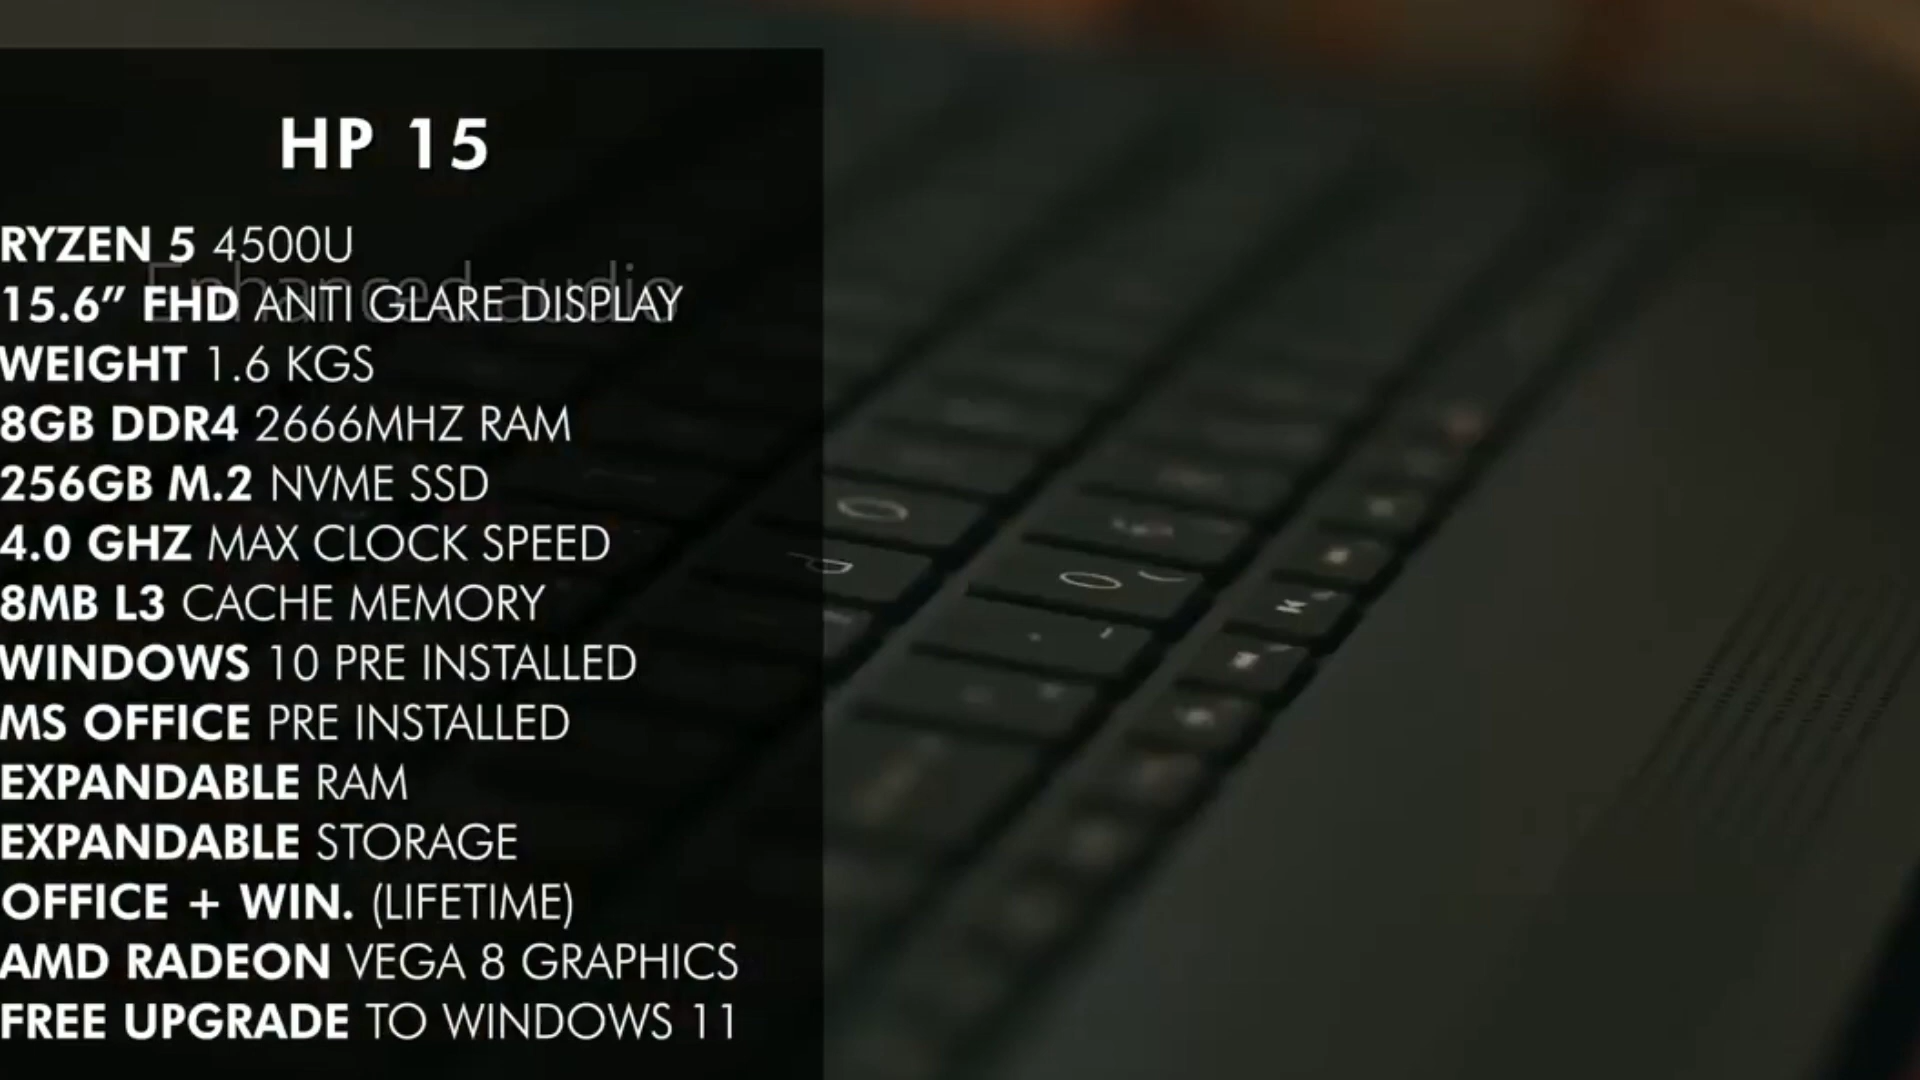 HP 15
RYZEN 5 4500U
Enhanced audio
15.6” FHD ANTI GLARE DISPLAY
WEIGHT 1.6 KGS
8GB DDR4 2666MHZ RAM
256GB M.2 NVME SSD
4.0 GHZ MAX CLOCK SPEED
8MB L3 CACHE MEMORY
WINDOWS 10 PRE INSTALLED
MS OFFICE PRE INSTALLED
EXPANDABLE RAM
EXPANDABLE STORAGE
OFFICE + WIN. (LIFETIME)
AMD RADEON VEGA 8 GRAPHICS
FREE UPGRADE TO WINDOWS 11